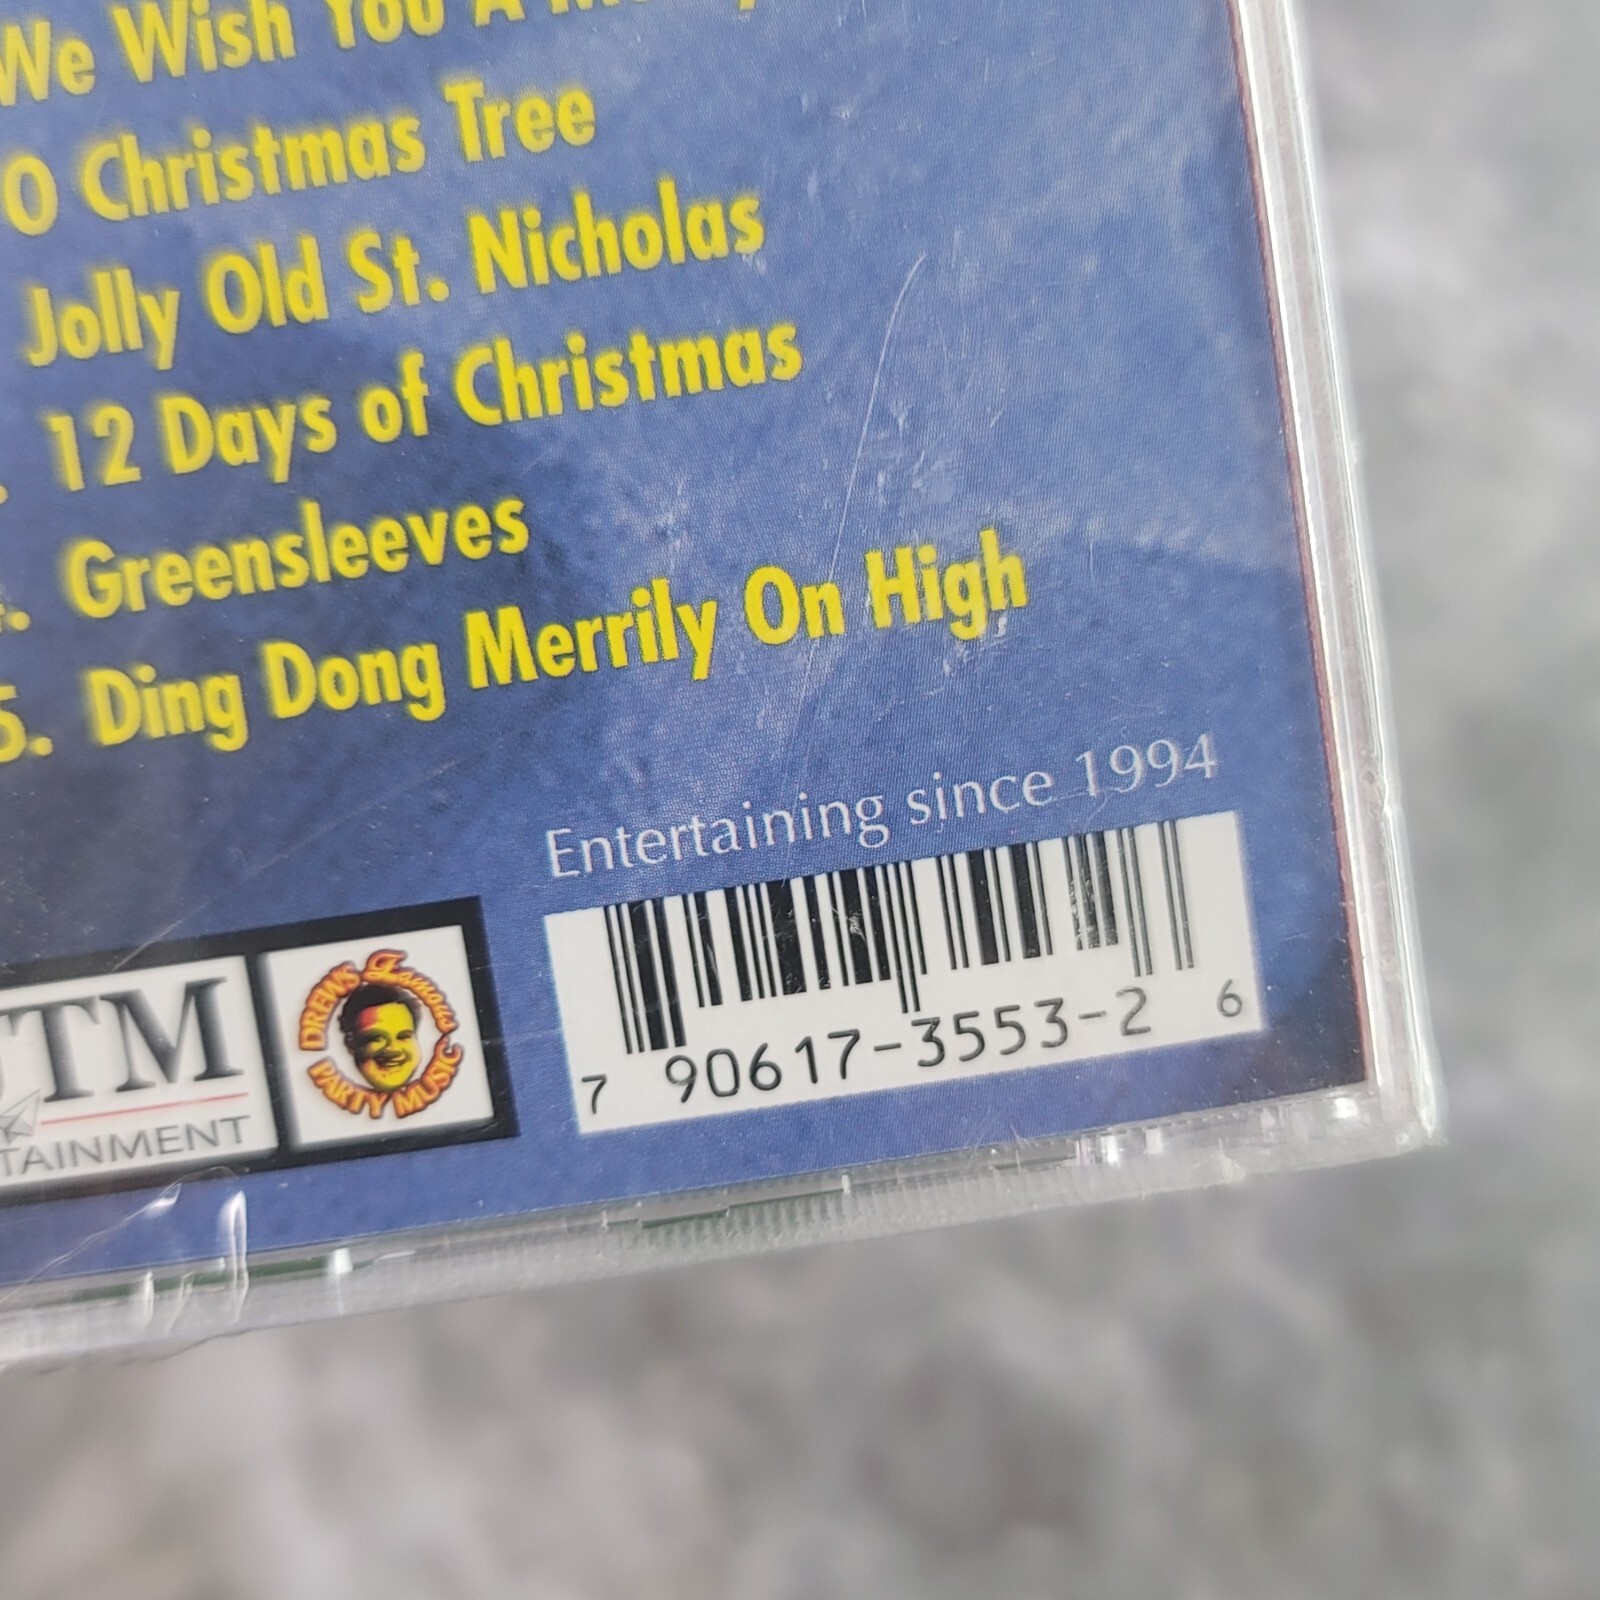 We Wish You A
O Christmas Tree
Jolly Old St. Nicholas
12 Days of Christmas
Greensleeves
5. Ding Dong Merrily On High
Entertaining since 1994
7 90617-3553-2 6
TM
TAINMENT
DREW'S Famous
PARTY MUSIC